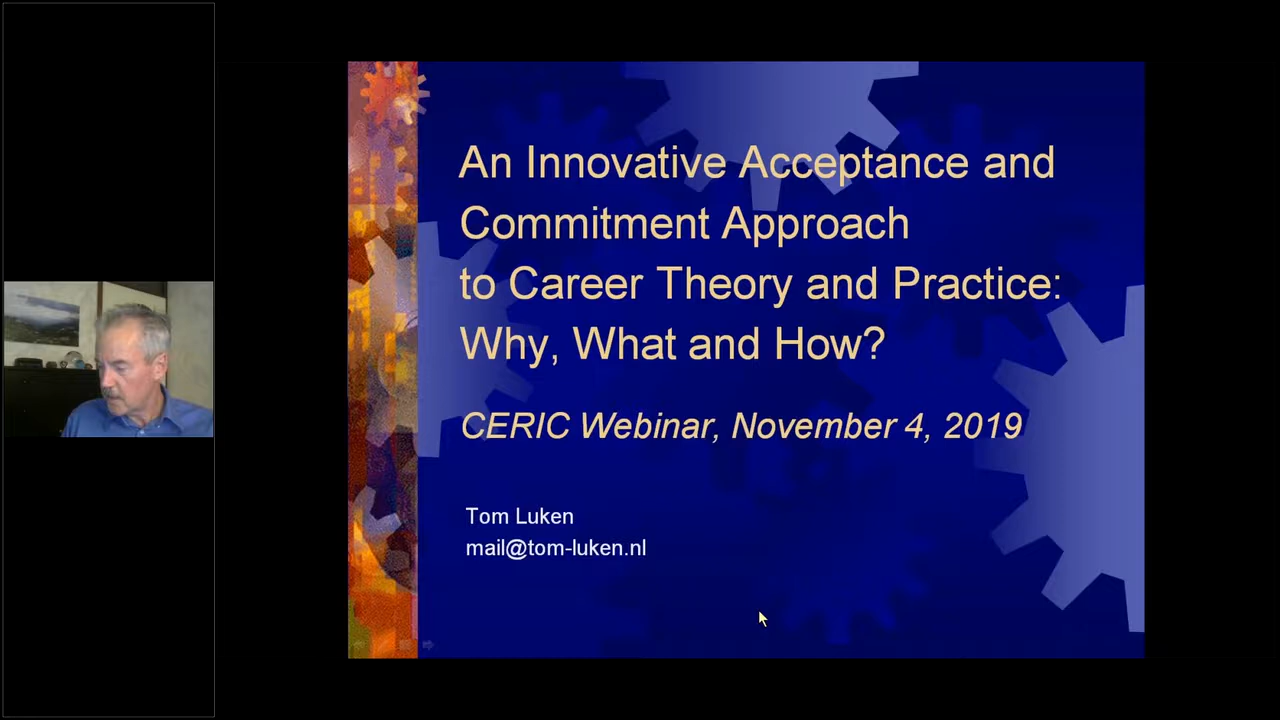 An Innovative Acceptance and
Commitment Approach
to Career Theory and Practice:
Why, What and How?
CERIC Webinar, November 4, 2019
Tom Luken
mail@tom-luken.nl